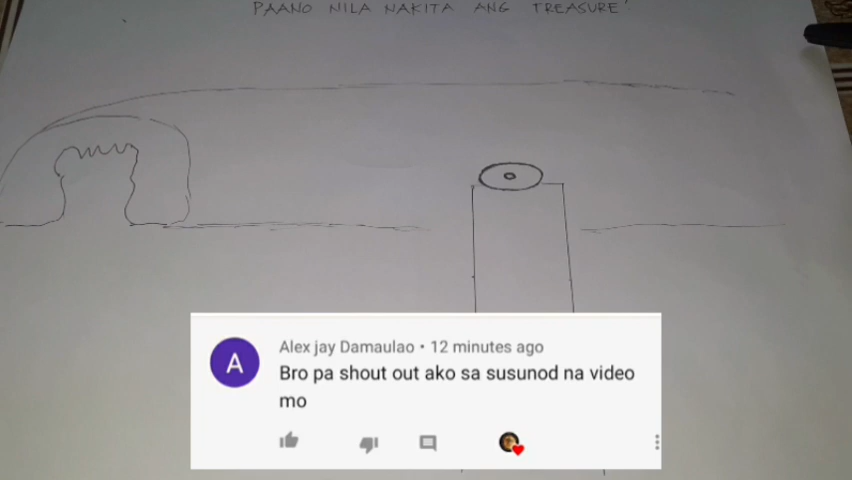 PAANO NILA NAKITA ANG TREASURE?
A
Alex jay Damaulao • 12 minutes ago
Bro pa shout out ako sa susunod na video
mo